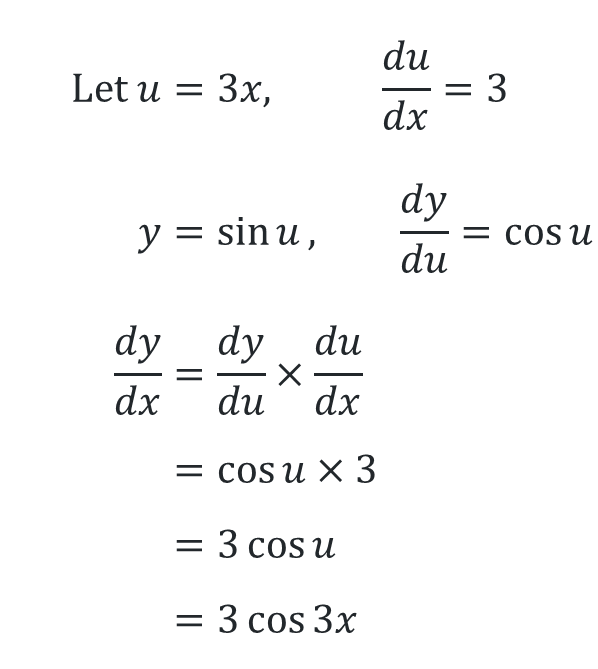 Let u = 3x, du/dx = 3
y = sin u , dy/du = cos u
dy/dx = dy/du × du/dx
= cos u × 3
= 3 cos u
= 3 cos 3x